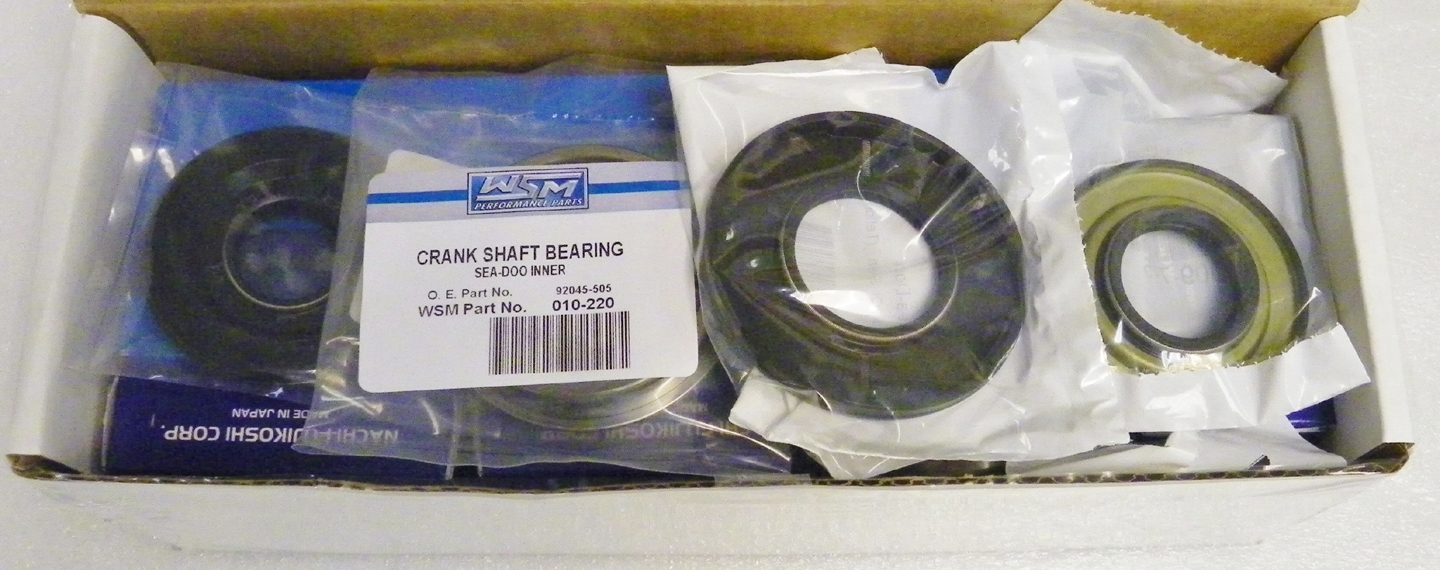 WSM
PERFORMANCE PARTS
CRANK SHAFT BEARING
SEA-DOO INNER
O. E. Part No. 92045-505
WSM Part No. 010-220
MADE IN JAPAN
NACHI-FUJIKOSHI CORP.